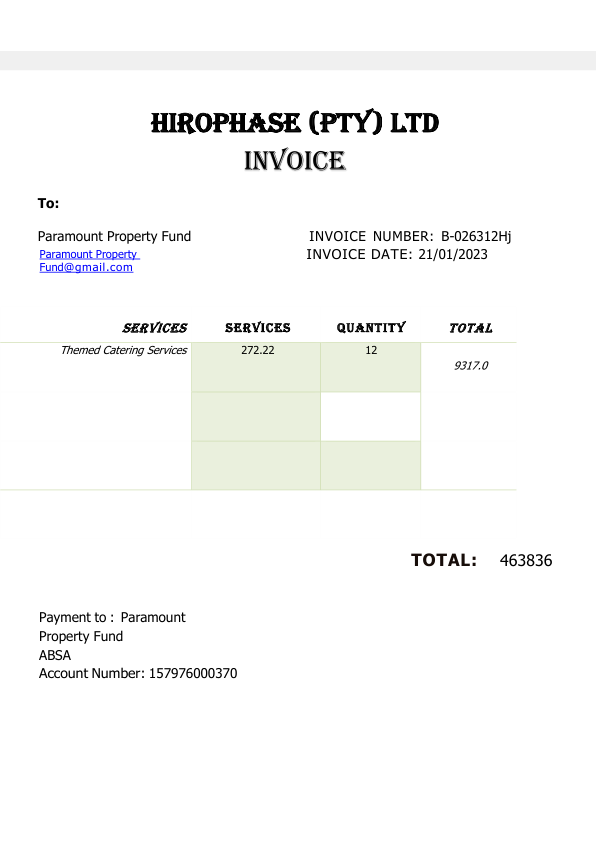 HIROPHASE (PTY) LTD
INVOICE
To:
Paramount Property Fund
INVOICE NUMBER: B-026312Hj
Paramount Property
Fund@gmail.com
INVOICE DATE: 21/01/2023
SERVICES SERVICES QUANTITY TOTAL
Themed Catering Services 272.22 12
9317.0
TOTAL: 463836
Payment to : Paramount
Property Fund
ABSA
Account Number: 157976000370